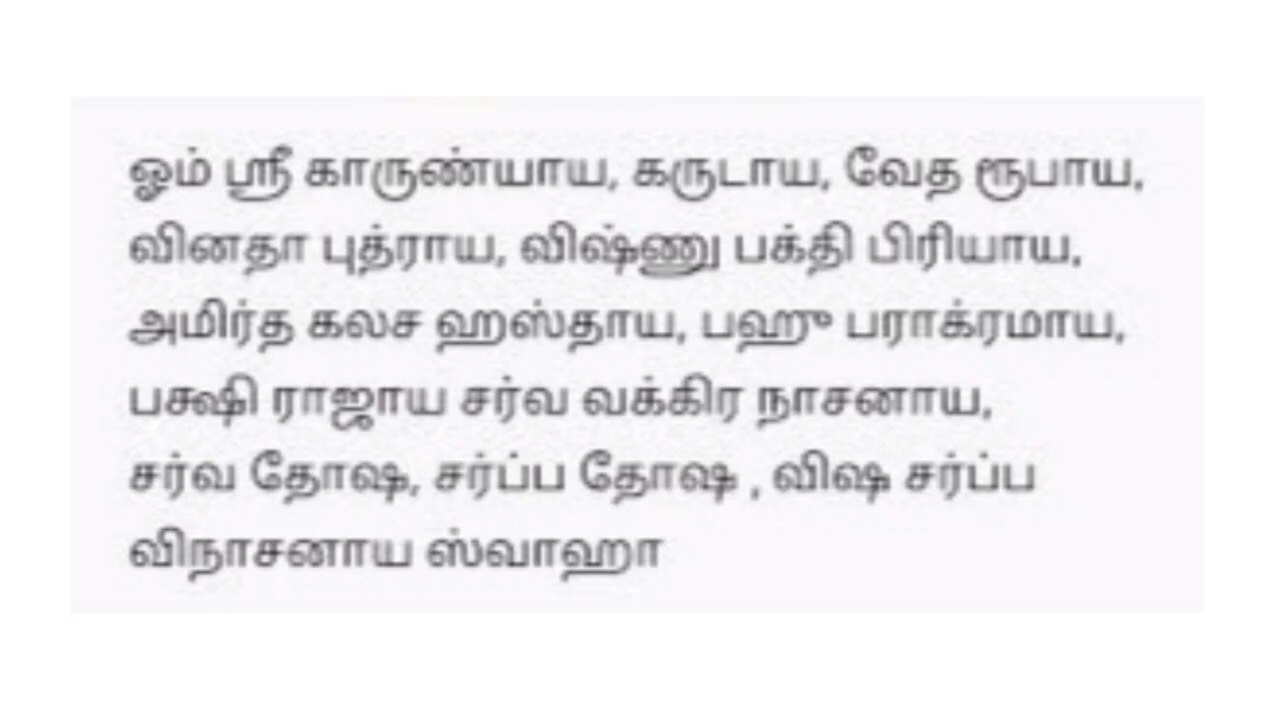 ஓம் ஸ்ரீ காருண்யாய, கருடாய, வேத ரூபாய,
வினதா புத்ராய, விஷ்ணு பக்தி பிரியாய,
அமிர்த கலச ஹஸ்தாய, பஹு பராக்ரமாய,
பக்ஷி ராஜாய சர்வ வக்கிர நாசனாய,
சர்வ தோஷ, சர்ப்ப தோஷ , விஷ சர்ப்ப
விநாசனாய ஸ்வாஹா